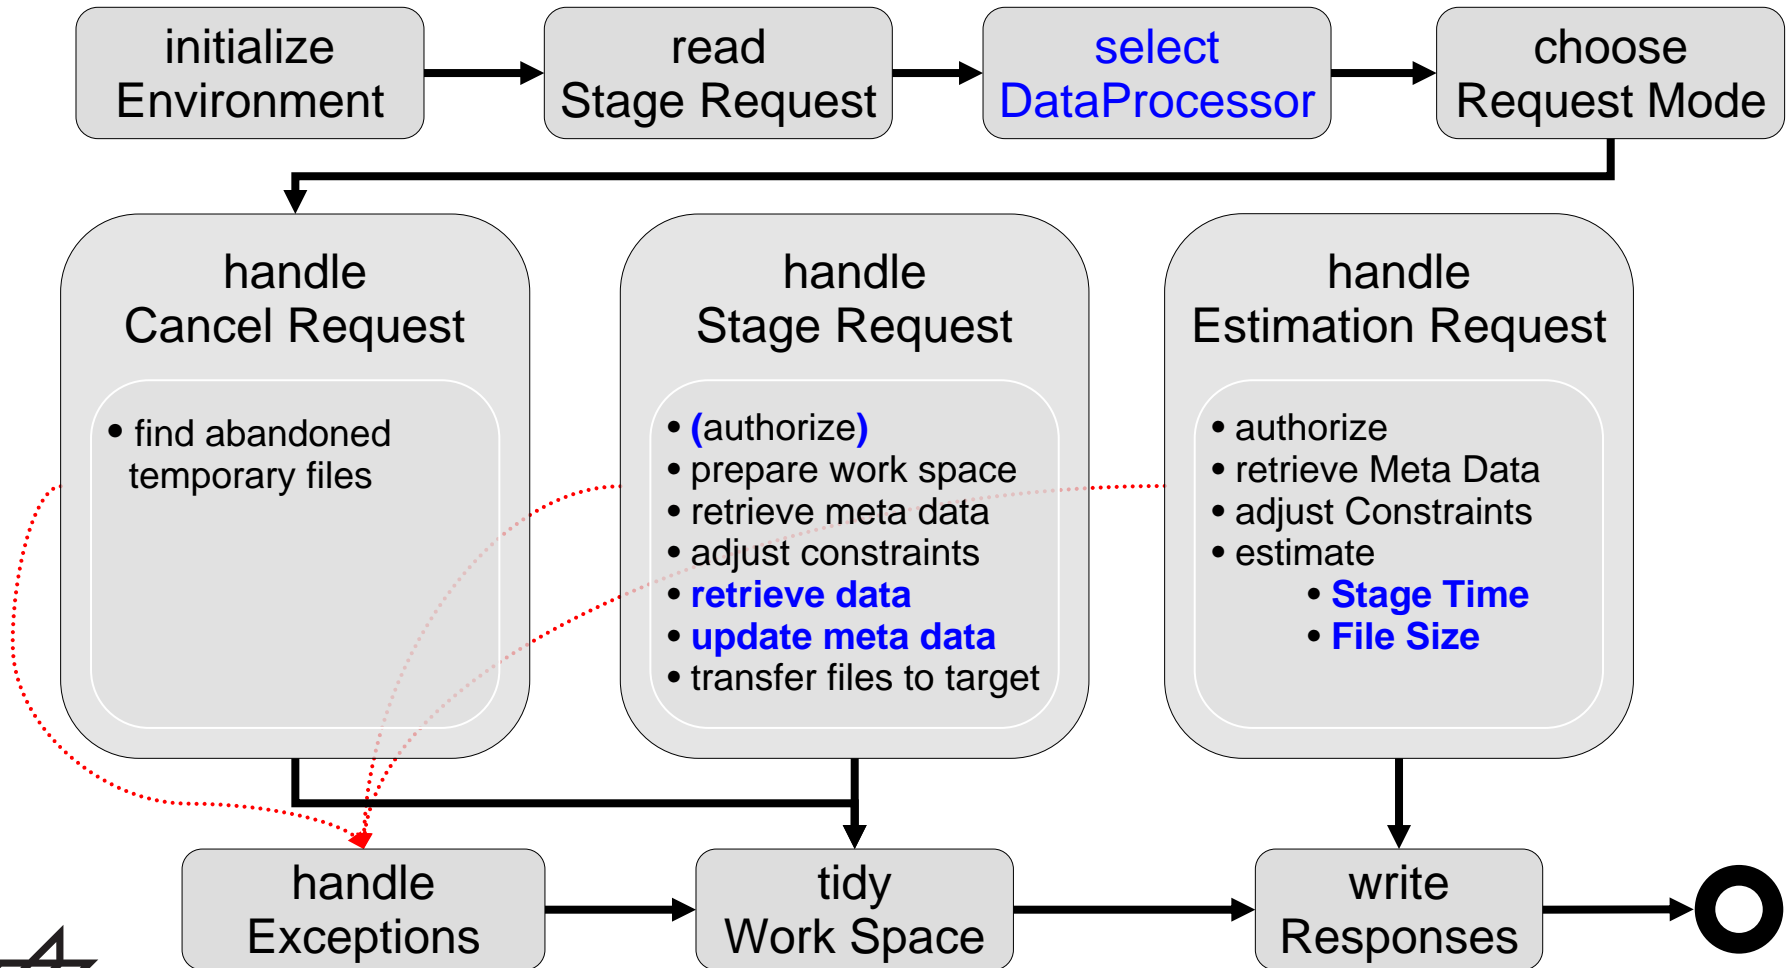 initialize
Environment
read
Stage Request
select
DataProcessor
choose
Request Mode
handle
Cancel Request
• find abandoned
temporary files
handle
Stage Request
• (authorize)
• prepare work space
• retrieve meta data
• adjust constraints
• retrieve data
• update meta data
• transfer files to target
handle
Estimation Request
• authorize
• retrieve Meta Data
• adjust Constraints
• estimate
• Stage Time
• File Size
handle
Exceptions
tidy
Work Space
write
Responses